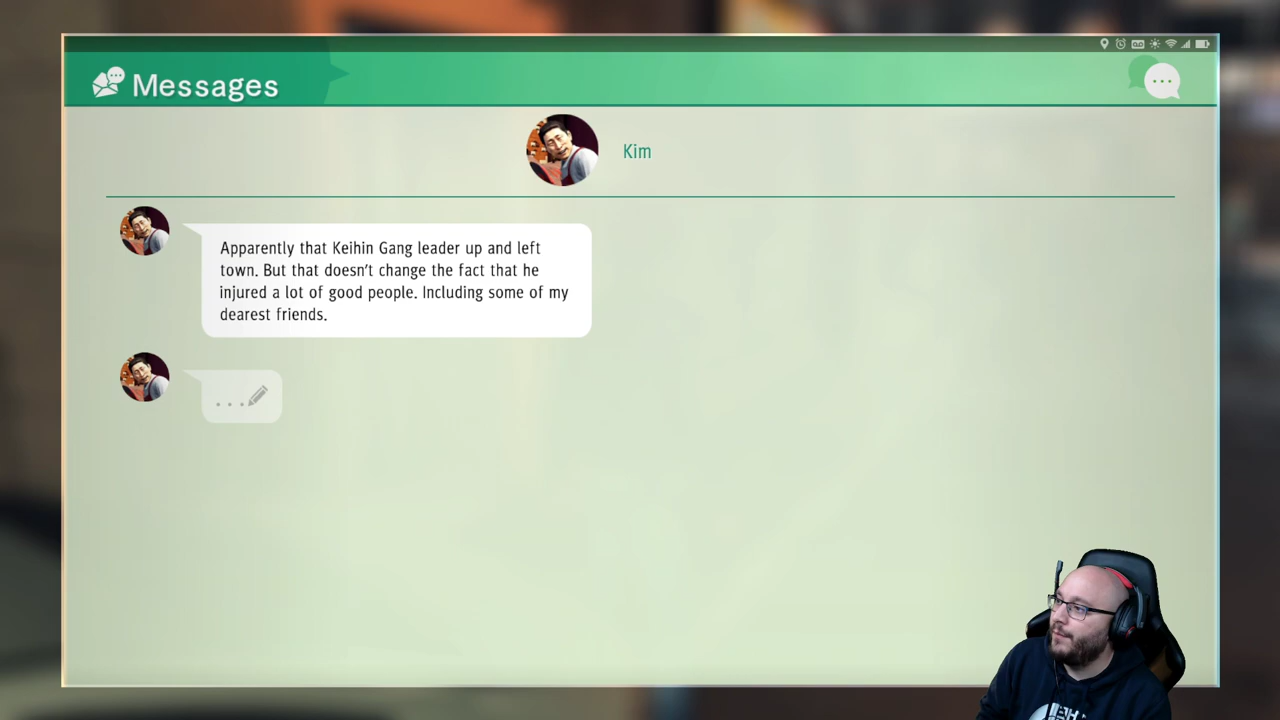 Messages
Kim
Apparently that Keihin Gang leader up and left
town. But that doesn't change the fact that he
injured a lot of good people. Including some of my
dearest friends.
...